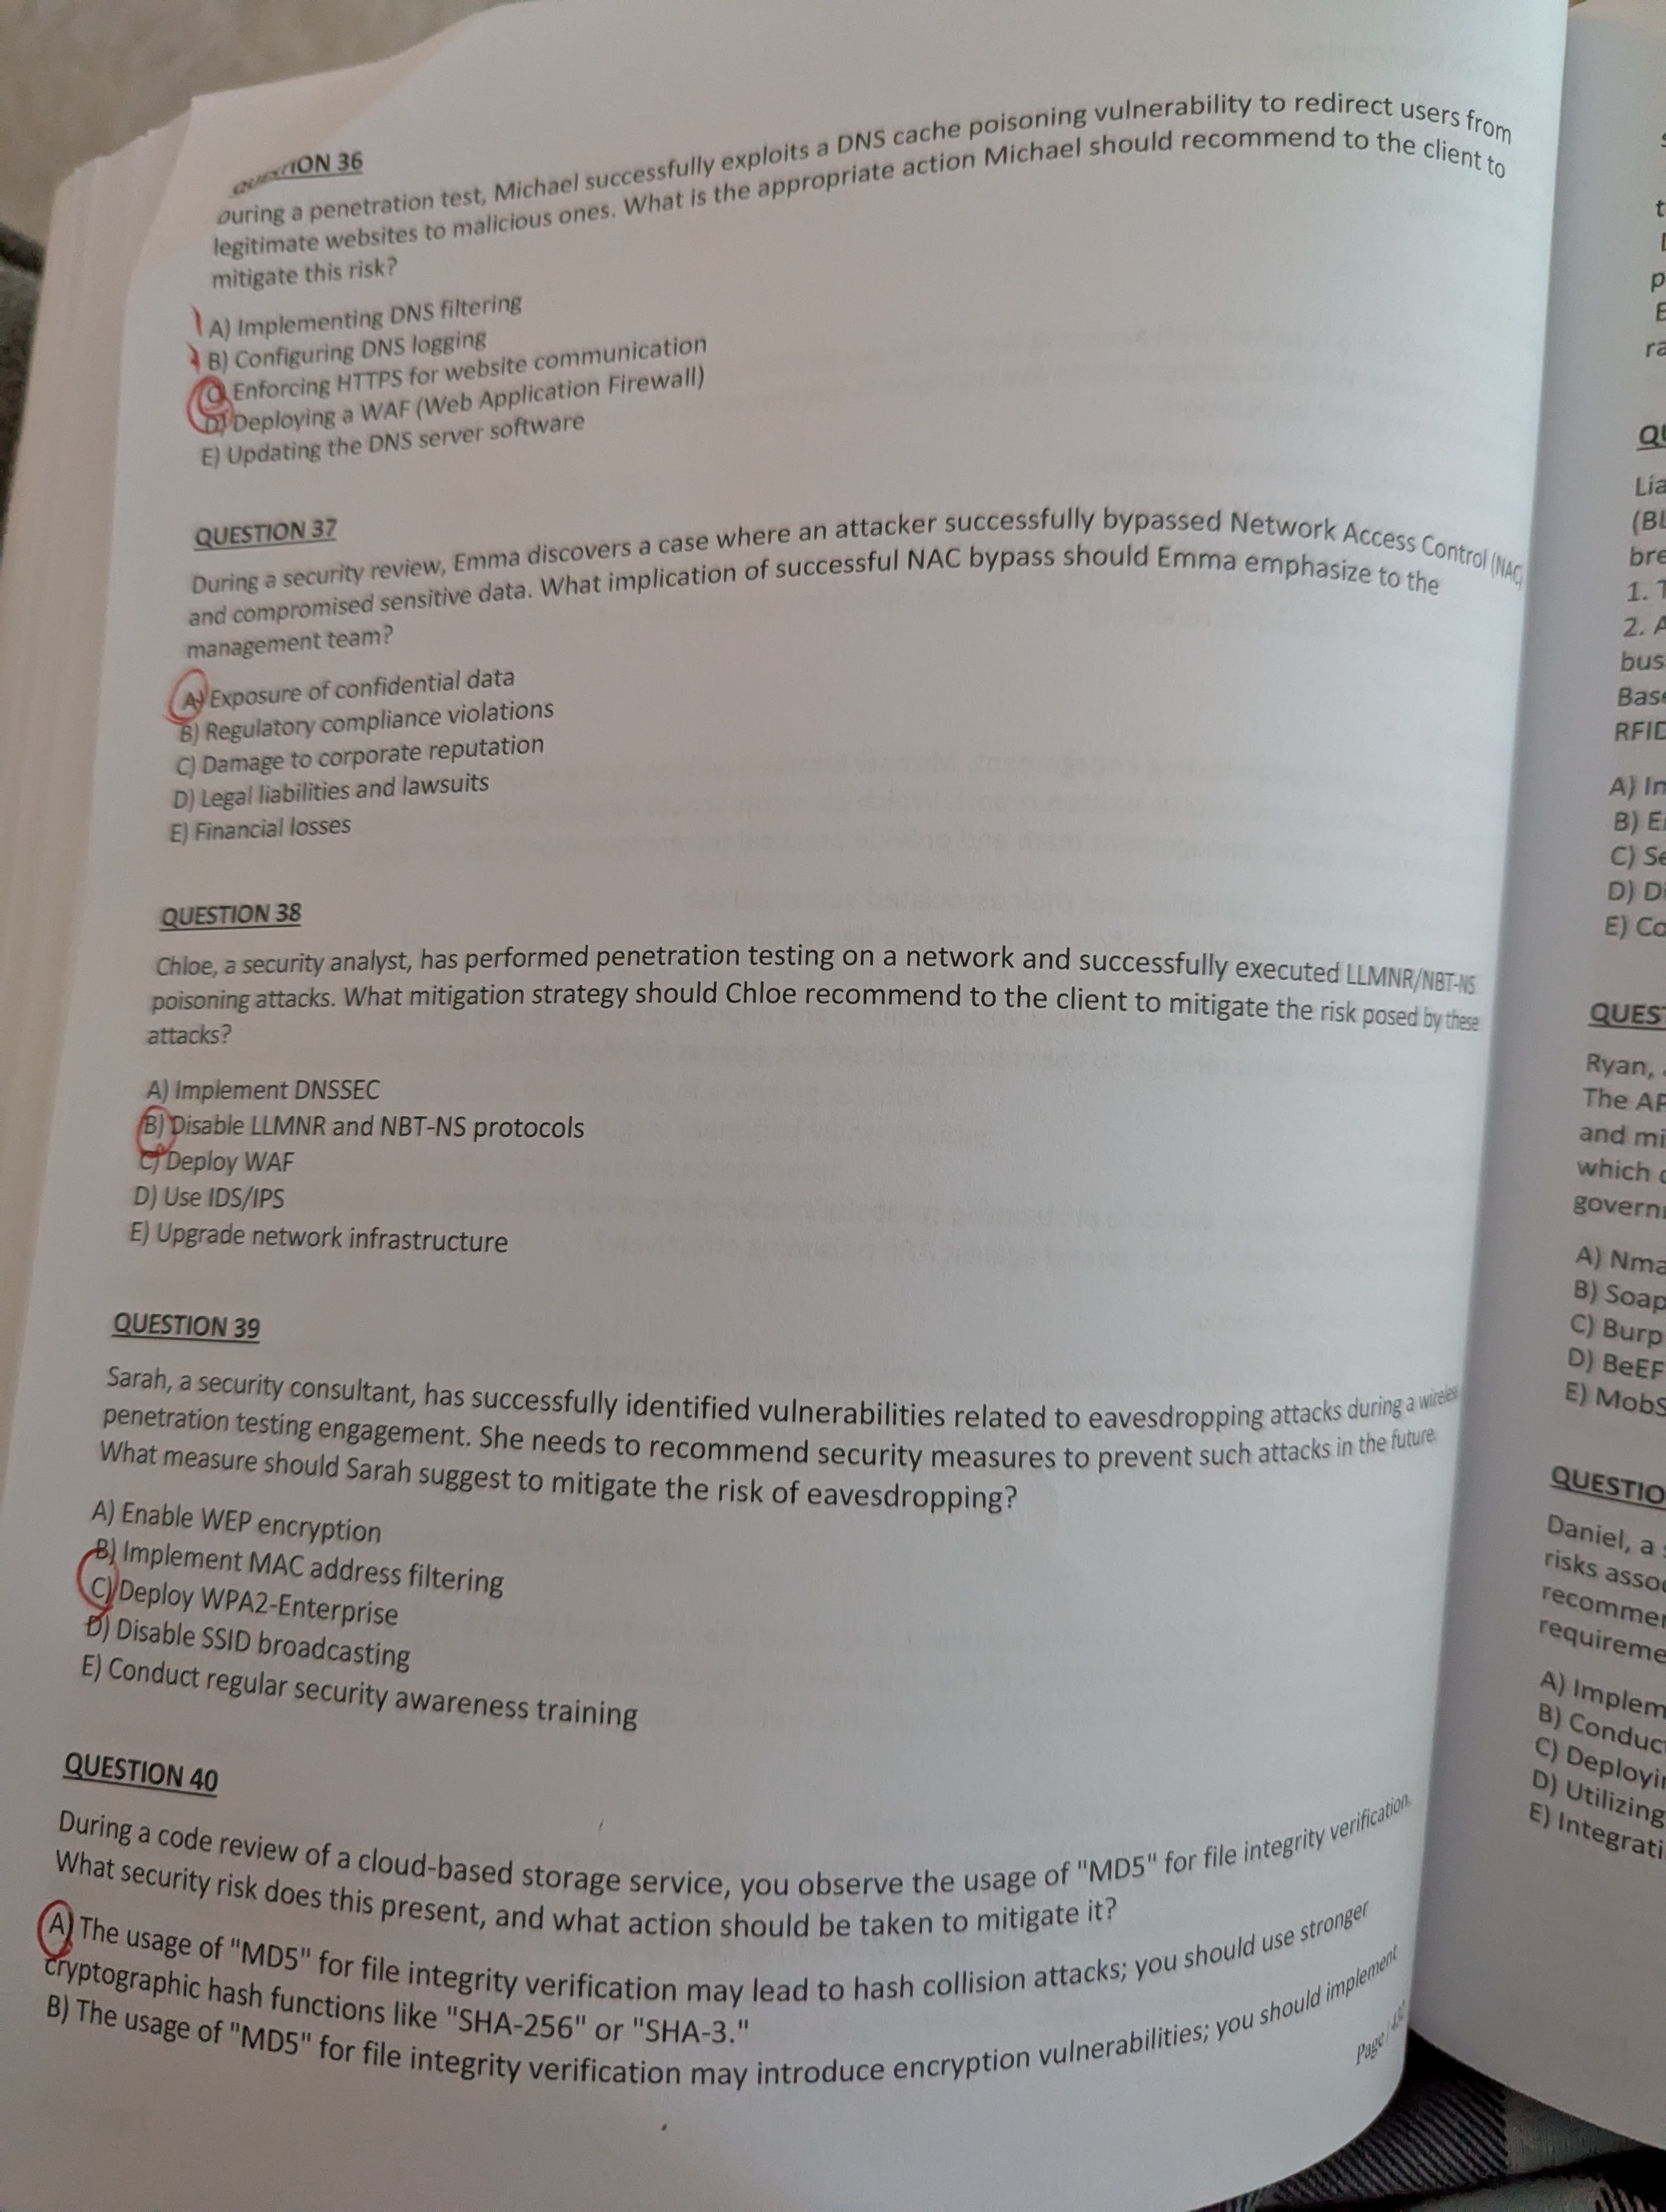 QUESTION 36
During a penetration test, Michael successfully exploits a DNS cache poisoning vulnerability to redirect users from
legitimate websites to malicious ones. What is the appropriate action Michael should recommend to the client to
mitigate this risk?
A) Implementing DNS filtering
B) Configuring DNS logging
C) Enforcing HTTPS for website communication
D) Deploying a WAF (Web Application Firewall)
E) Updating the DNS server software
QUESTION 37
During a security review, Emma discovers a case where an attacker successfully bypassed Network Access Control (NAC)
and compromised sensitive data. What implication of successful NAC bypass should Emma emphasize to the
management team?
A) Exposure of confidential data
B) Regulatory compliance violations
C) Damage to corporate reputation
D) Legal liabilities and lawsuits
E) Financial losses
QUESTION 38
Chloe, a security analyst, has performed penetration testing on a network and successfully executed LLMNR/NBT-NS
poisoning attacks. What mitigation strategy should Chloe recommend to the client to mitigate the risk posed by these
attacks?
A) Implement DNSSEC
B) Disable LLMNR and NBT-NS protocols
C) Deploy WAF
D) Use IDS/IPS
E) Upgrade network infrastructure
QUESTION 39
Sarah, a security consultant, has successfully identified vulnerabilities related to eavesdropping attacks during a wireless
penetration testing engagement. She needs to recommend security measures to prevent such attacks in the future.
What measure should Sarah suggest to mitigate the risk of eavesdropping?
A) Enable WEP encryption
B) Implement MAC address filtering
C) Deploy WPA2-Enterprise
D) Disable SSID broadcasting
E) Conduct regular security awareness training
QUESTION 40
During a code review of a cloud-based storage service, you observe the usage of "MD5" for file integrity verification.
What security risk does this present, and what action should be taken to mitigate it?
A) The usage of "MD5" for file integrity verification may lead to hash collision attacks; you should use stronger
cryptographic hash functions like "SHA-256" or "SHA-3."
B) The usage of "MD5" for file integrity verification may introduce encryption vulnerabilities; you should implement
Page |
Lia
(BL
bre
1. T
2. A
bus
Base
RFID
A) In
B) E
C) Se
D) D
E) Co
QUEST
Ryan,
The AP
and mi
which
govern
A) Nma
B) Soap
C) Burp
D) BeEF
E) MobS
QUESTIO
Daniel, a
risks asso
recommen
requireme
A) Implem
B) Conduct
C) Deployin
D) Utilizing
E) Integrati